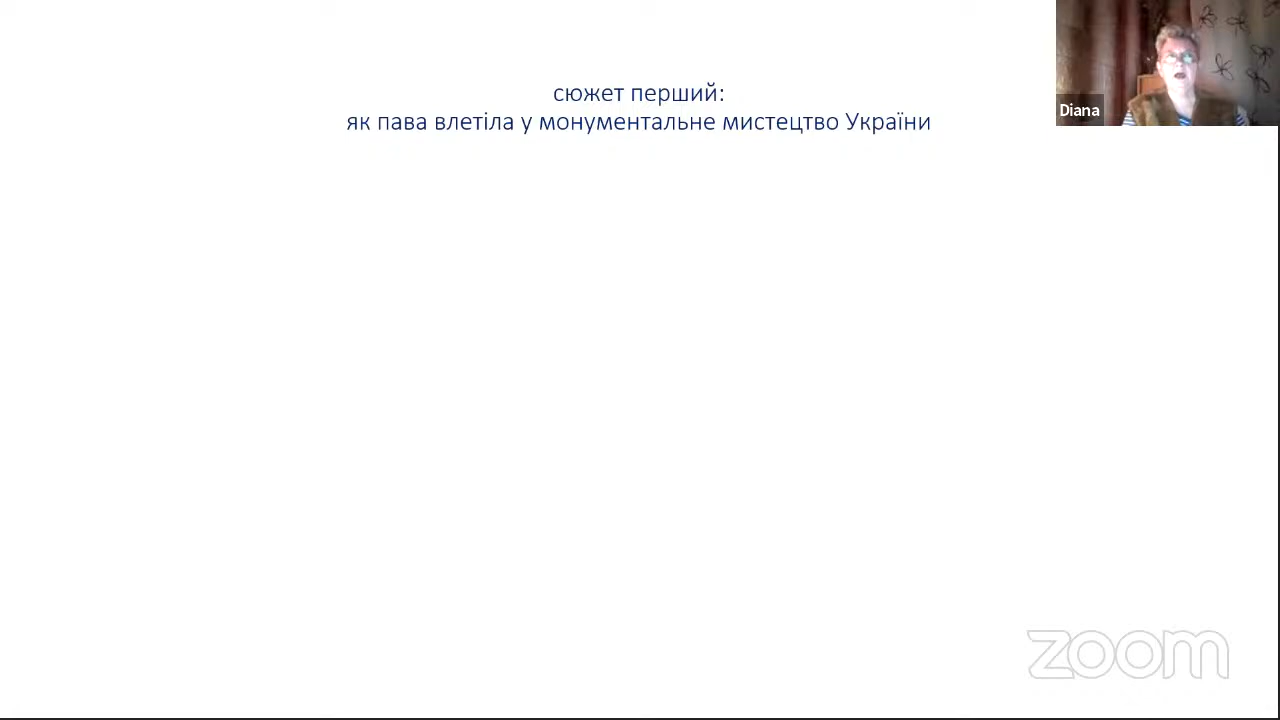 сюжет перший:
як пава влетіла у монументальне мистецтво України
Diana
zoom